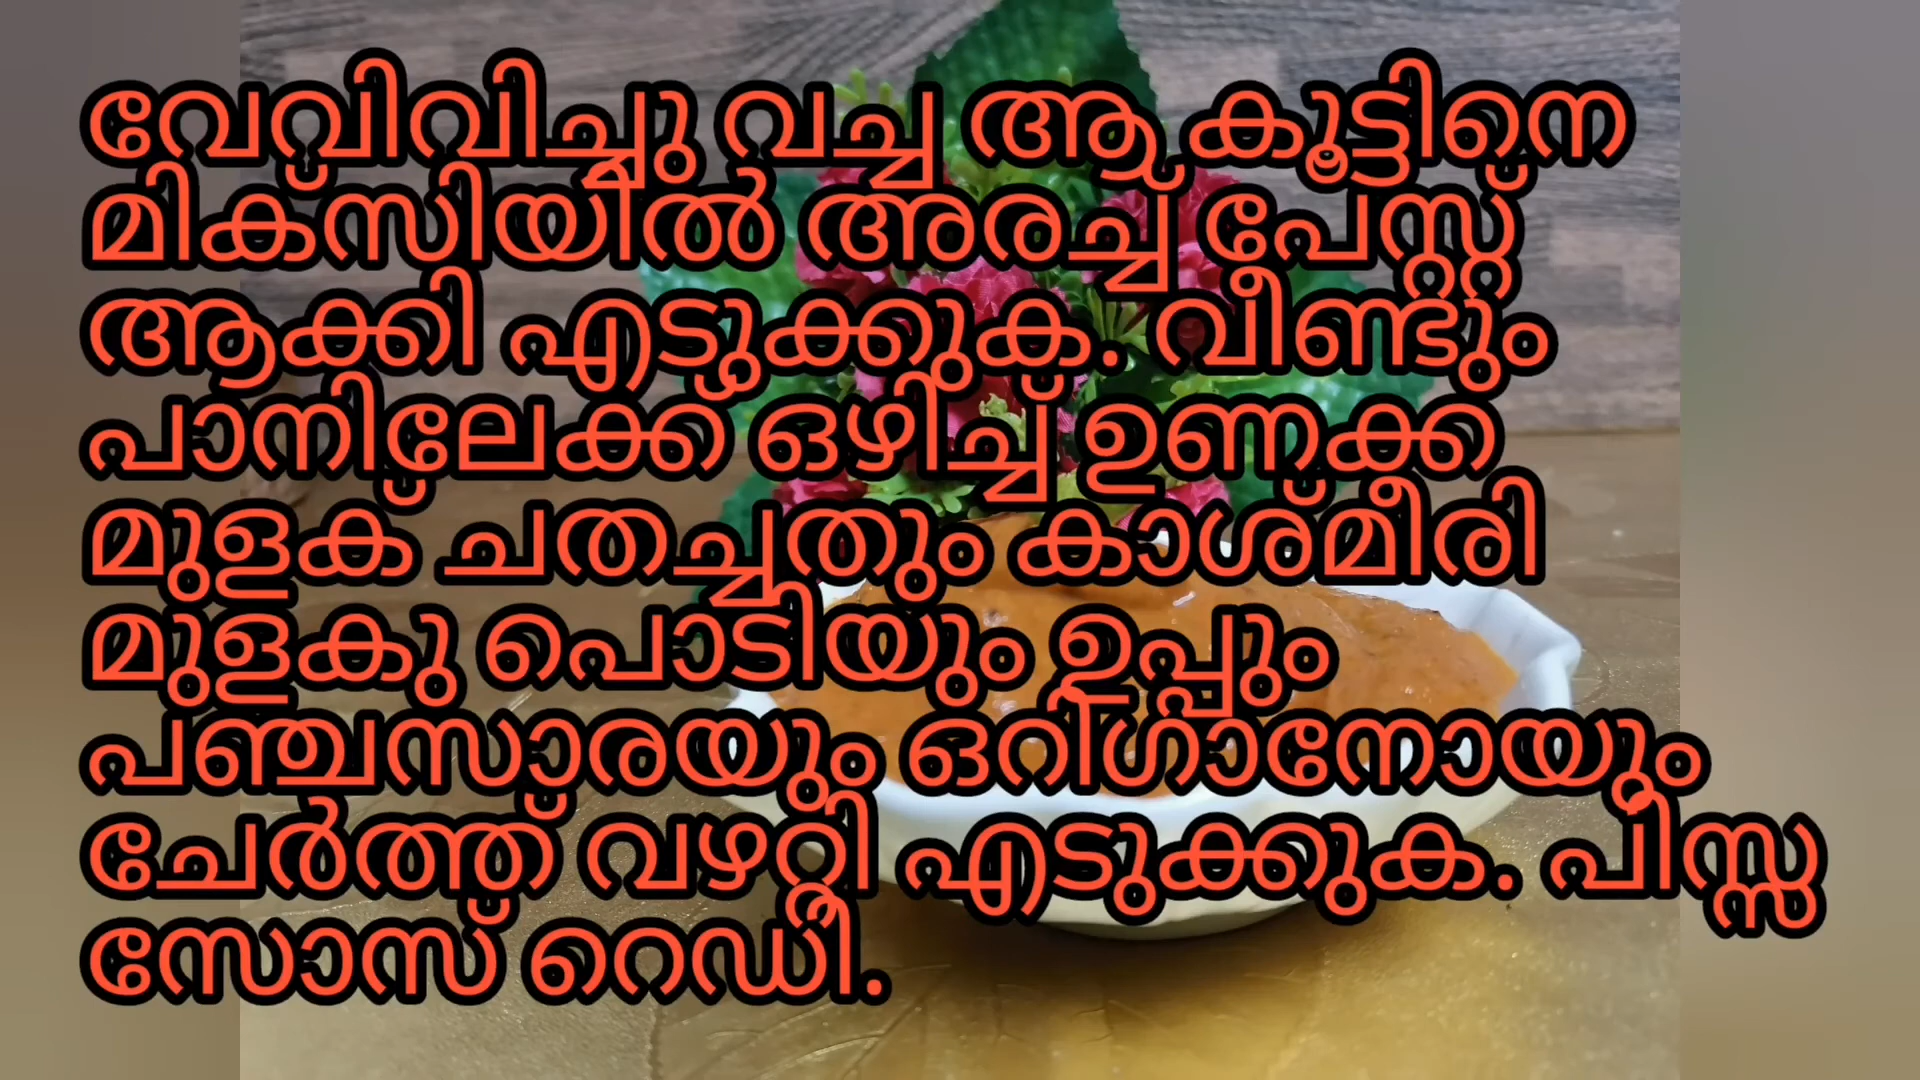 വേവിവിച്ചു വച്ച ആ കൂട്ടിനെ
മിക്സിയിൽ അരച്ച് പേസ്റ്റ്
ആക്കി എടുക്കുക. വീണ്ടും
പാനിലേക്ക് ഒഴിച്ച് ഉണക്ക
മുളക് ചതച്ചതും കാശ്മീരി
മുളകു പൊടിയും ഉപ്പും
പഞ്ചസാരയും ഒറിഗാനോയും
ചേർത്ത് വഴറ്റി എടുക്കുക. പിസ്സ
സോസ് റെഡി.